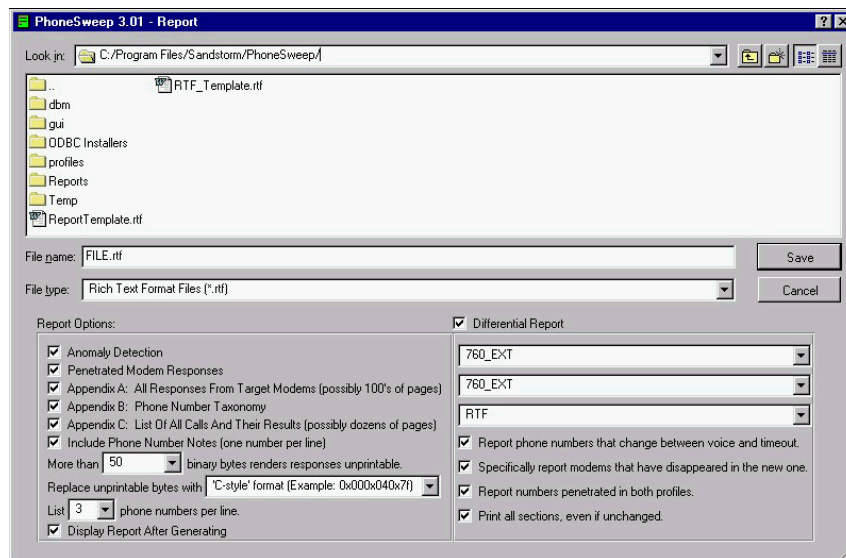 PhoneSweep 3.01 - Report
Look in: C:/Program Files/Sandstorm/PhoneSweep/
..
RTF_Template.rtf
dbm
gui
ODBC Installers
profiles
Reports
Temp
ReportTemplate.rtf
File name: FILE.rtf
Save
File type: Rich Text Format Files (*.rtf)
Cancel
Report Options:
Anomaly Detection
Penetrated Modem Responses
Appendix A: All Responses From Target Modems (possibly 100's of pages)
Appendix B: Phone Number Taxonomy
Appendix C: List Of All Calls And Their Results (possibly dozens of pages)
Include Phone Number Notes (one number per line)
More than 50 binary bytes renders responses unprintable.
Replace unprintable bytes with 'C-style' format (Example: 0x000x040x7f)
List 3 phone numbers per line.
Display Report After Generating
Differential Report
760_EXT
760_EXT
RTF
Report phone numbers that change between voice and timeout.
Specifically report modems that have disappeared in the new one.
Report numbers penetrated in both profiles.
Print all sections, even if unchanged.